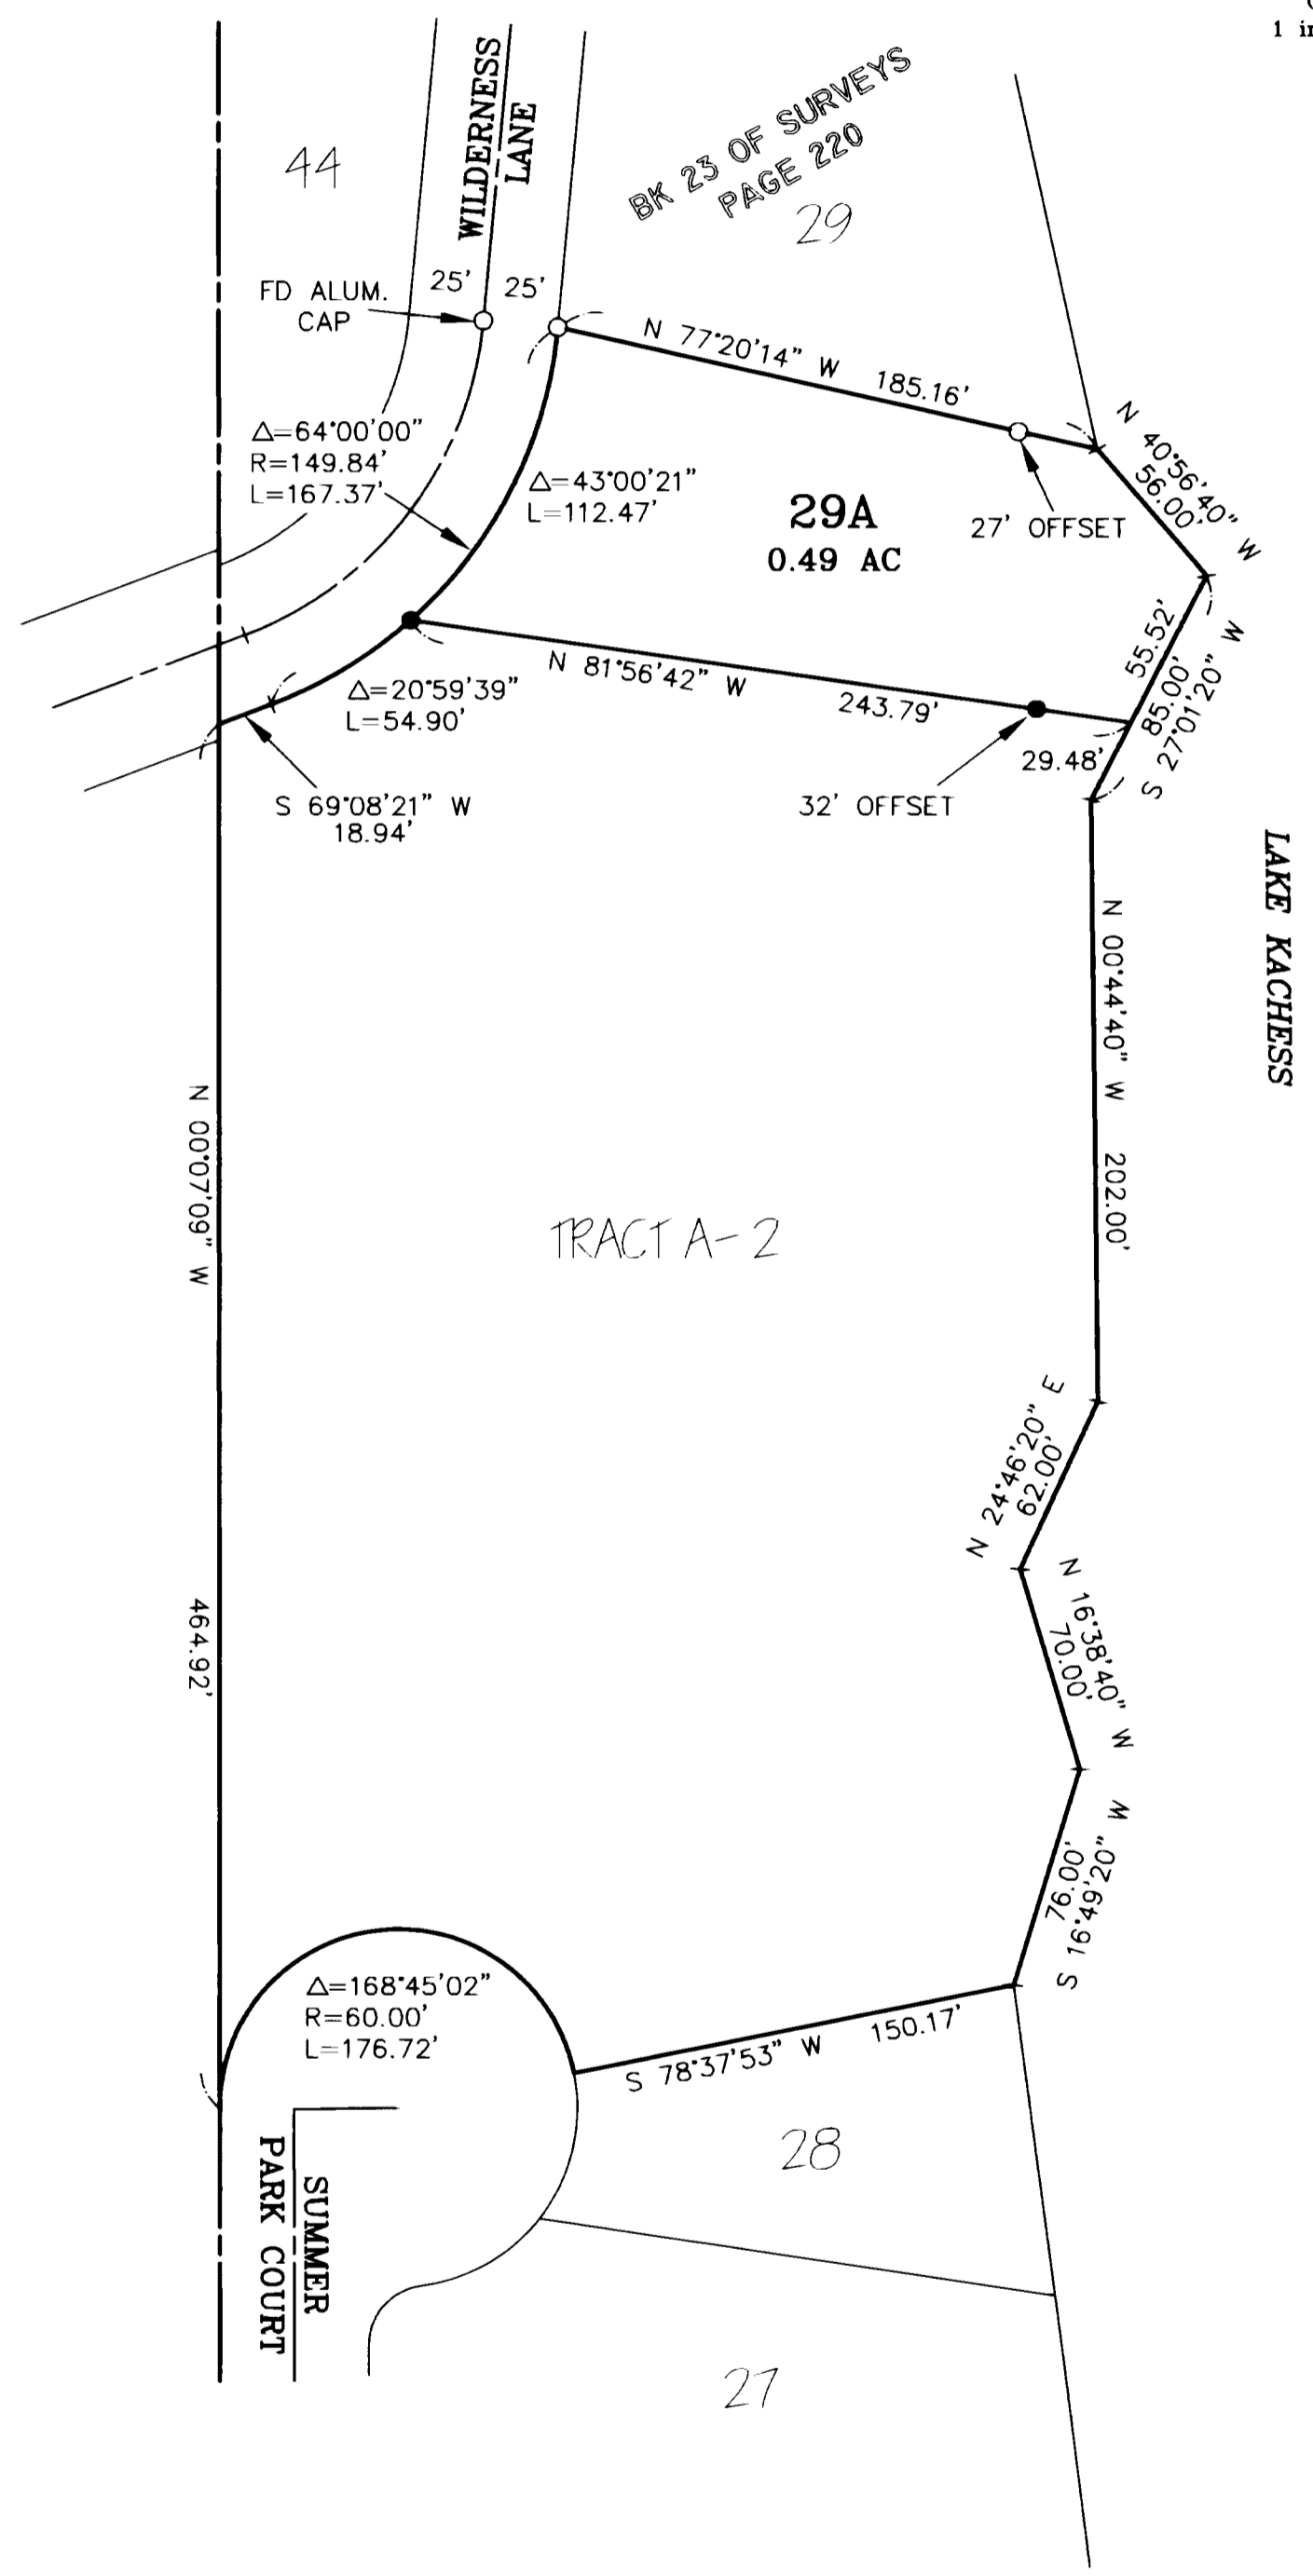 1 i
44
WILDERNESS
LANE
BK 23 OF SURVEYS
PAGE 220
29
25'
25'
FD ALUM.
CAP
N 77°20'14" W 185.16'
N 40°56'40" W
56.00'
Δ=64°00'00"
R=149.84'
L=167.37'
Δ=43°00'21"
L=112.47'
29A
0.49 AC
27' OFFSET
55.52'
85.00'
S 27°01'20" W
N 81°56'42" W 243.79'
Δ=20°59'39"
L=54.90'
29.48'
S 69°08'21" W
18.94'
32' OFFSET
LAKE KACHESS
N 00°44'40" W 202.00'
N 00°07'09" W 464.92'
TRACT A-2
N 24°46'20" E
62.00'
N 16°38'40" W
70.00'
76.00'
S 16°49'20" W
Δ=168°45'02"
R=60.00'
L=176.72'
S 78°37'53" W 150.17'
28
SUMMER
PARK COURT
27